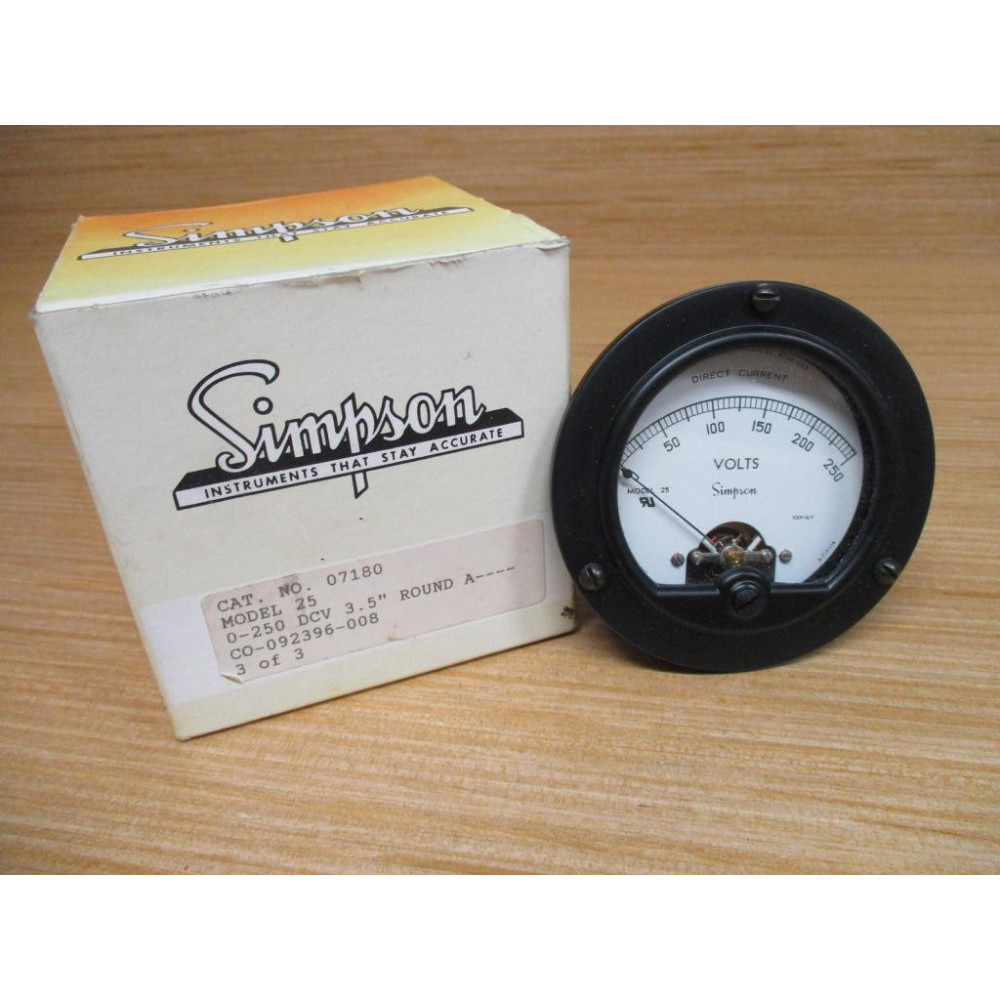 Simpson
INSTRUMENTS THAT STAY ACCURATE
Simpson
INSTRUMENTS THAT STAY ACCURATE
CAT. NO. 07180
MODEL 25
0-250 DCV 3.5" ROUND A----
CO-092396-008
3 of 3
DIRECT CURRENT
50 100 150 200 250
VOLTS
MODEL 25
Simpson